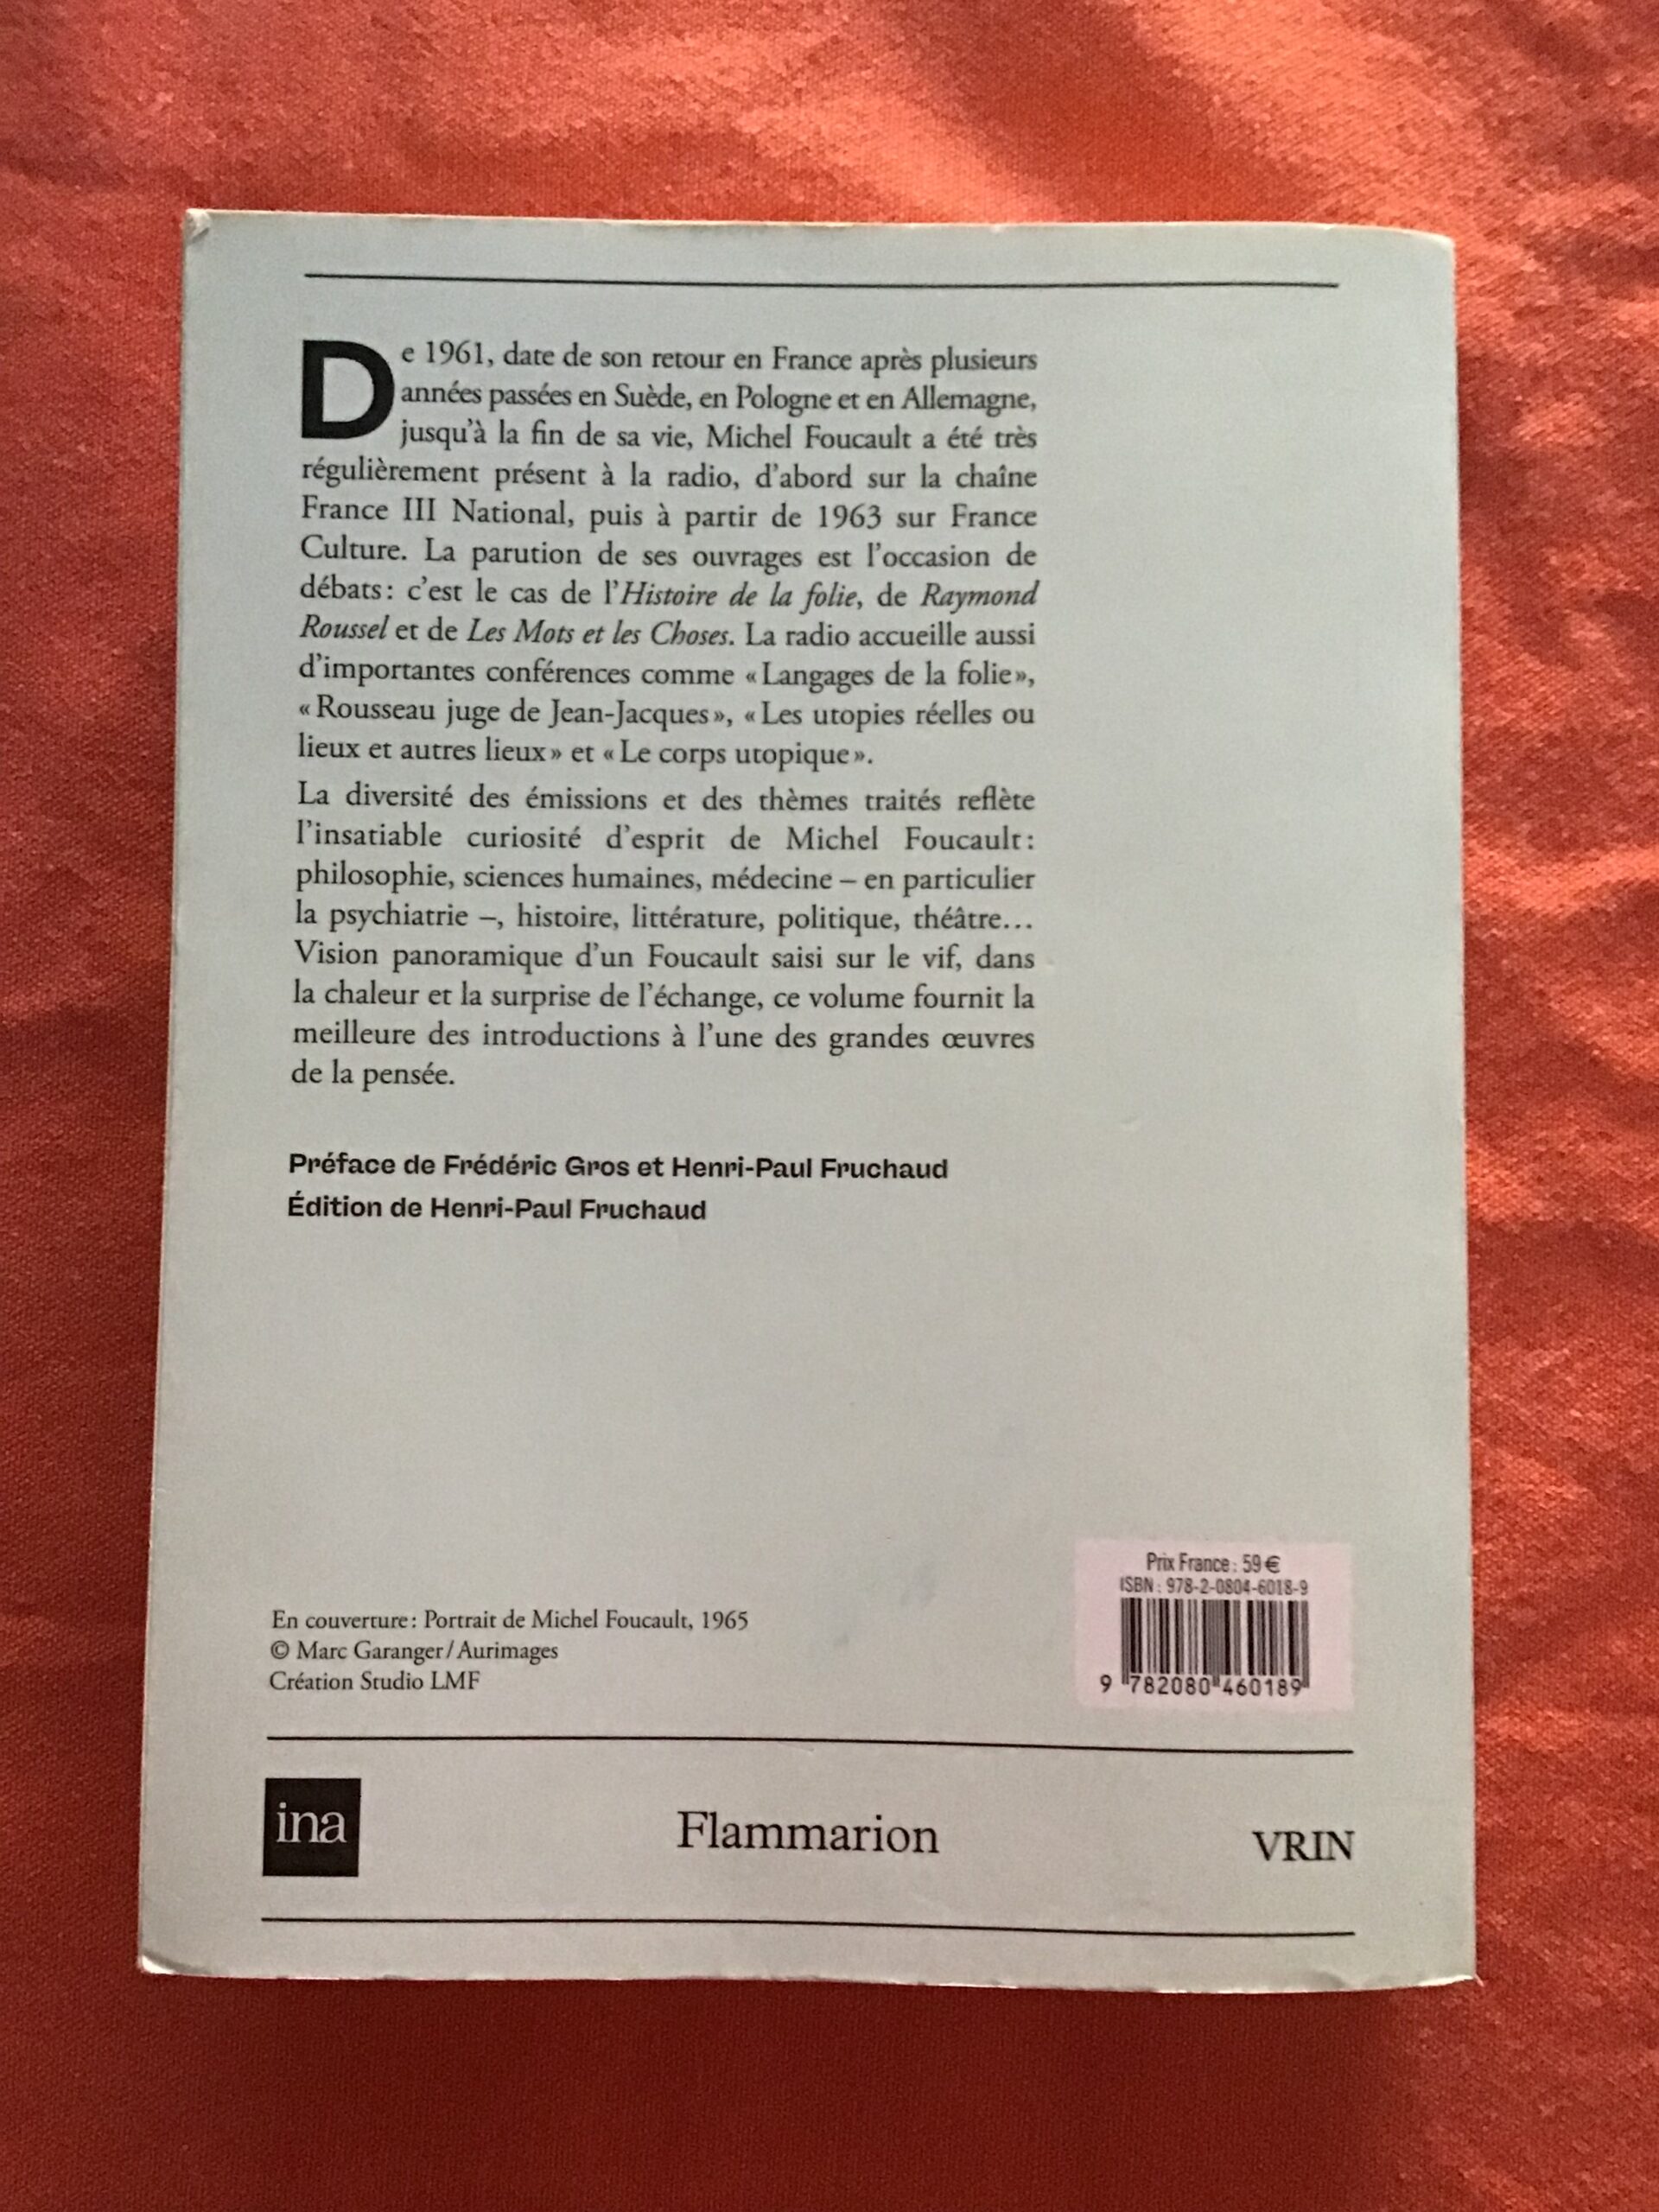 De 1961, date de son retour en France après plusieurs
années passées en Suède, en Pologne et en Allemagne,
jusqu'à la fin de sa vie, Michel Foucault a été très
régulièrement présent à la radio, d'abord sur la chaîne
France III National, puis à partir de 1963 sur France
Culture. La parution de ses ouvrages est l'occasion de
débats : c'est le cas de l'Histoire de la folie, de Raymond
Roussel et de Les Mots et les Choses. La radio accueille aussi
d'importantes conférences comme « Langages de la folie »,
« Rousseau juge de Jean-Jacques », « Les utopies réelles ou
lieux et autres lieux » et « Le corps utopique ».
La diversité des émissions et des thèmes traités reflète
l'insatiable curiosité d'esprit de Michel Foucault :
philosophie, sciences humaines, médecine – en particulier
la psychiatrie –, histoire, littérature, politique, théâtre…
Vision panoramique d'un Foucault saisi sur le vif, dans
la chaleur et la surprise de l'échange, ce volume fournit la
meilleure des introductions à l'une des grandes œuvres
de la pensée.
Préface de Frédéric Gros et Henri-Paul Fruchaud
Édition de Henri-Paul Fruchaud
En couverture : Portrait de Michel Foucault, 1965
© Marc Garanger / Aurimages
Création Studio LMF
Prix France : 59 €
ISBN : 978-2-0804-6018-9
9 782080 460189
ina
Flammarion
VRIN